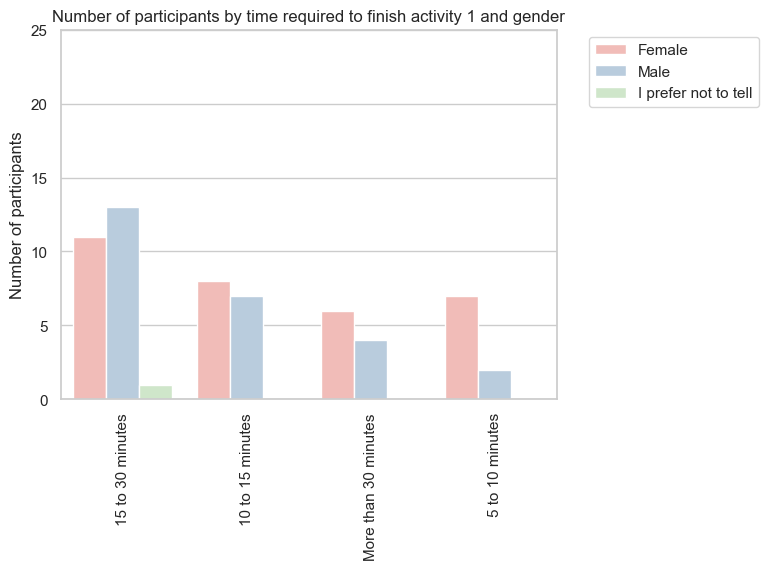 Number of participants by time required to finish activity 1 and gender
Female
Male
I prefer not to tell
Number of participants
25
20
15
10
5
0
15 to 30 minutes
10 to 15 minutes
More than 30 minutes
5 to 10 minutes